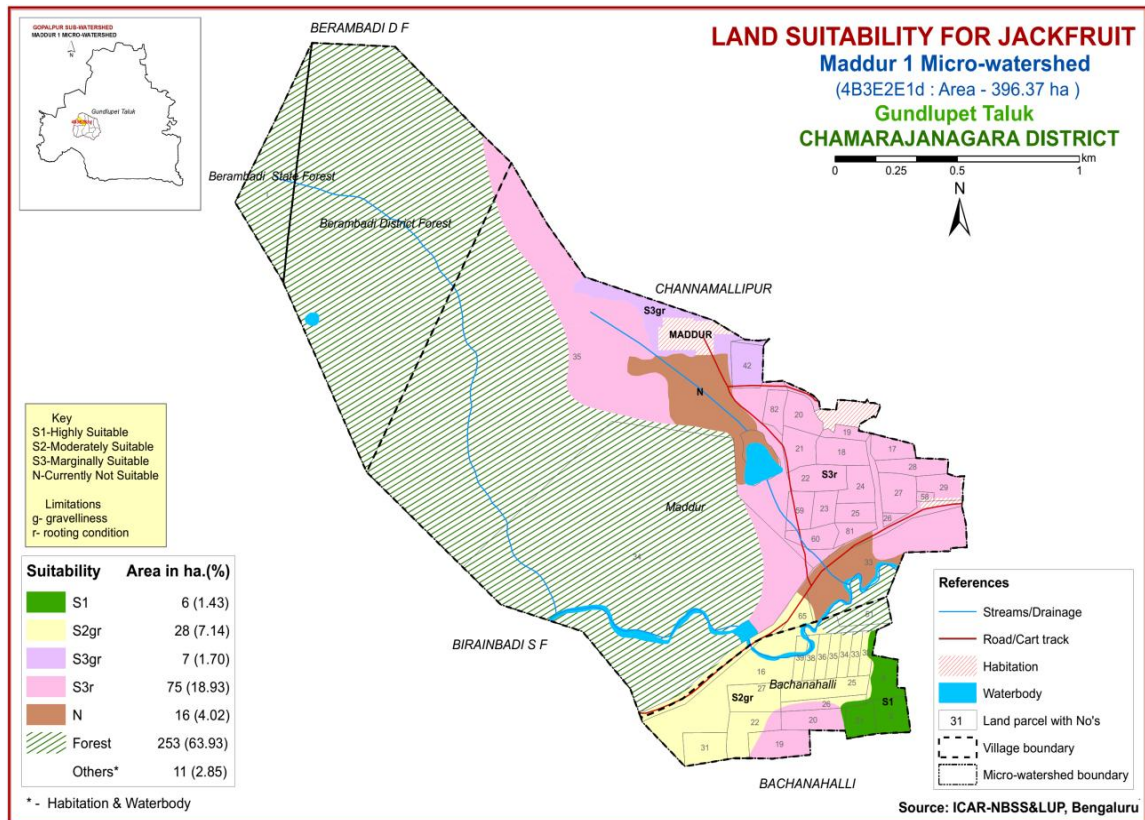 GOPALPUR SUB-WATERSHED
MADDUR 1 MICRO-WATERSHED
N
Gundlupet Taluk
LAND SUITABILITY FOR JACKFRUIT
Maddur 1 Micro-watershed
(4B3E2E1d : Area - 396.37 ha )
Gundlupet Taluk
CHAMARAJANAGARA DISTRICT
km
0 0.25 0.5 1
N
BERAMBADI D F
Berambadi State Forest
Berambadi District Forest
CHANNAMALLIPUR
S3gr
MADDUR
35
42
N
82
20
19
21
18
17
S3r
28
22
24
29
27
58
59
23
25
26
60
81
Maddur
34
33
65
61
BIRAINBADI S F
39 38 36 35 34 33
16
Bachanahalli
27
25
S2gr
S1
26
22
20
31
19
BACHANAHALLI
Key
S1-Highly Suitable
S2-Moderately Suitable
S3-Marginally Suitable
N-Currently Not Suitable
Limitations
g- gravelliness
r- rooting condition
Suitability Area in ha.(%)
S1 6 (1.43)
S2gr 28 (7.14)
S3gr 7 (1.70)
S3r 75 (18.93)
N 16 (4.02)
Forest 253 (63.93)
Others* 11 (2.85)
* - Habitation & Waterbody
References
Streams/Drainage
Road/Cart track
Habitation
Waterbody
31 Land parcel with No's
Village boundary
Micro-watershed boundary
Source: ICAR-NBSS&LUP, Bengaluru